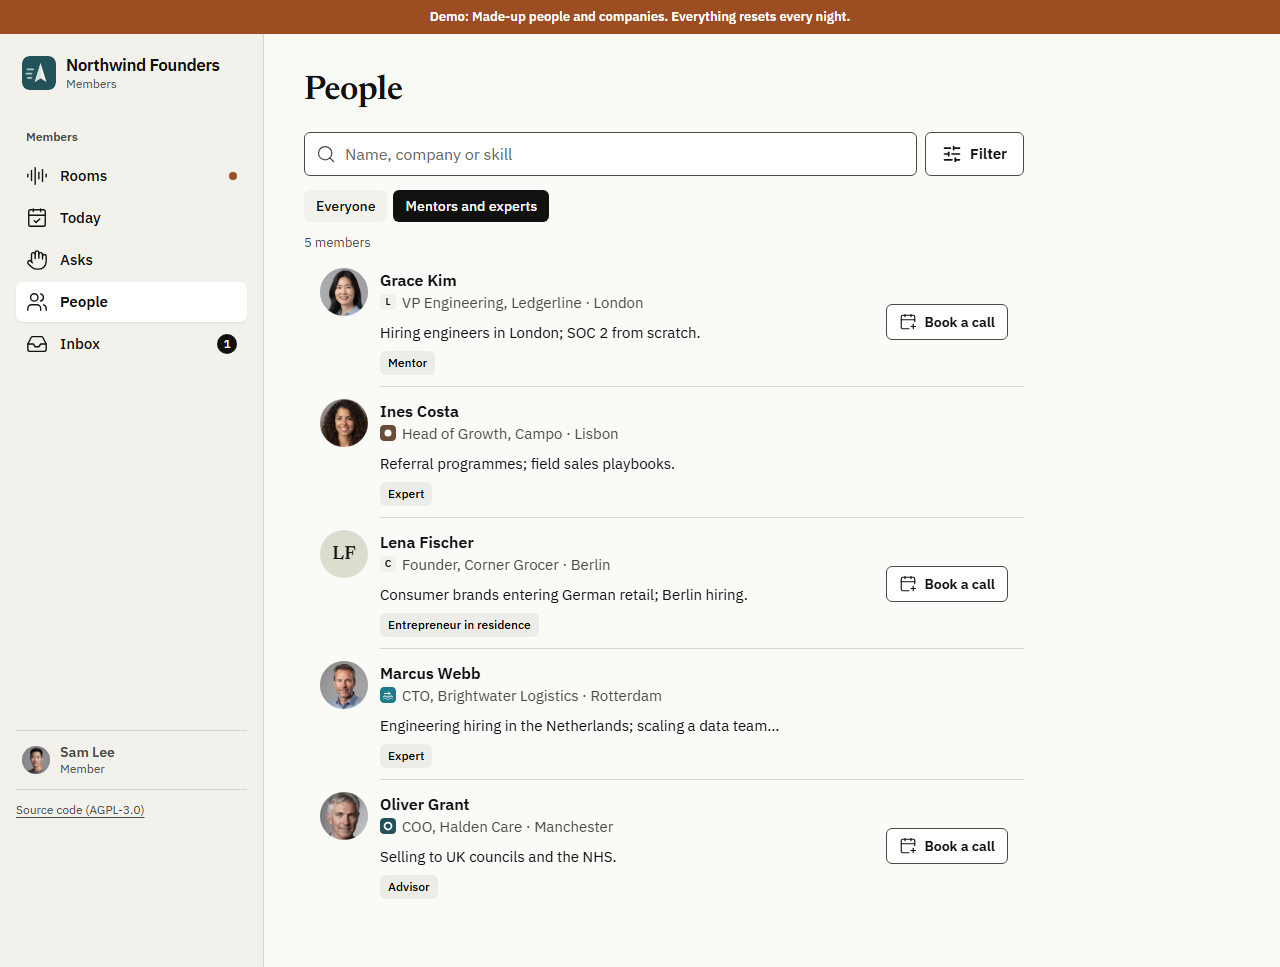 Demo: Made-up people and companies. Everything resets every night.
Northwind Founders
Members
Members
Rooms
Today
Asks
People
Inbox
1
Sam Lee
Member
Source code (AGPL-3.0)
People
Name, company or skill
Filter
Everyone
Mentors and experts
5 members
Grace Kim
L VP Engineering, Ledgerline · London
Hiring engineers in London; SOC 2 from scratch.
Mentor
Book a call
Ines Costa
Head of Growth, Campo · Lisbon
Referral programmes; field sales playbooks.
Expert
LF
Lena Fischer
C Founder, Corner Grocer · Berlin
Consumer brands entering German retail; Berlin hiring.
Entrepreneur in residence
Book a call
Marcus Webb
CTO, Brightwater Logistics · Rotterdam
Engineering hiring in the Netherlands; scaling a data team...
Expert
Oliver Grant
COO, Halden Care · Manchester
Selling to UK councils and the NHS.
Advisor
Book a call